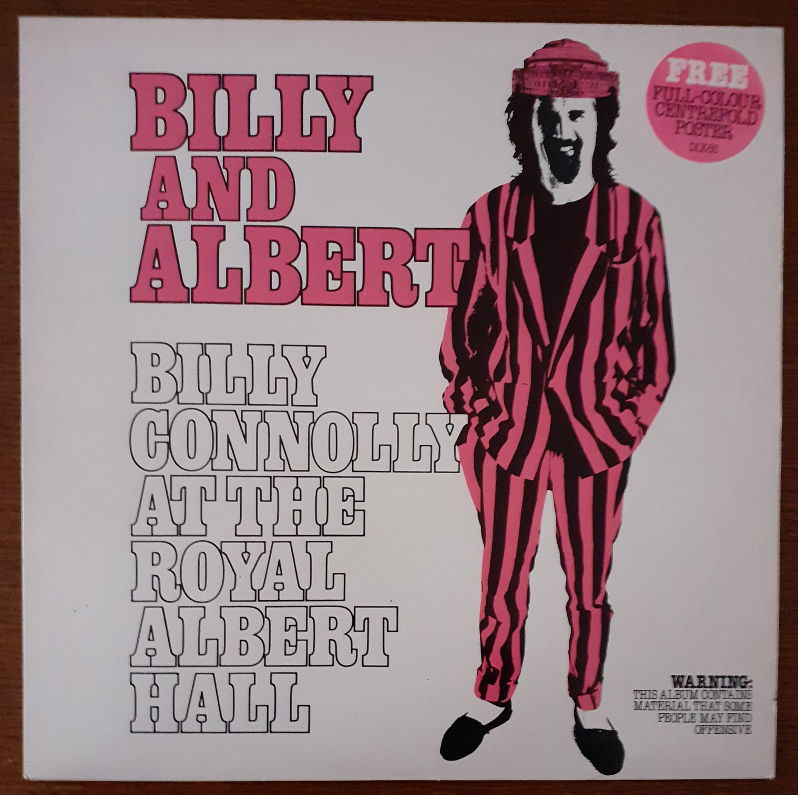 BILLY
AND
ALBERT
BILLY
CONNOLLY
AT THE
ROYAL
ALBERT
HALL
FREE
FULL-COLOUR
CENTREFOLD
POSTER
DIX65
WARNING:
THIS ALBUM CONTAINS
MATERIAL THAT SOME
PEOPLE MAY FIND
OFFENSIVE